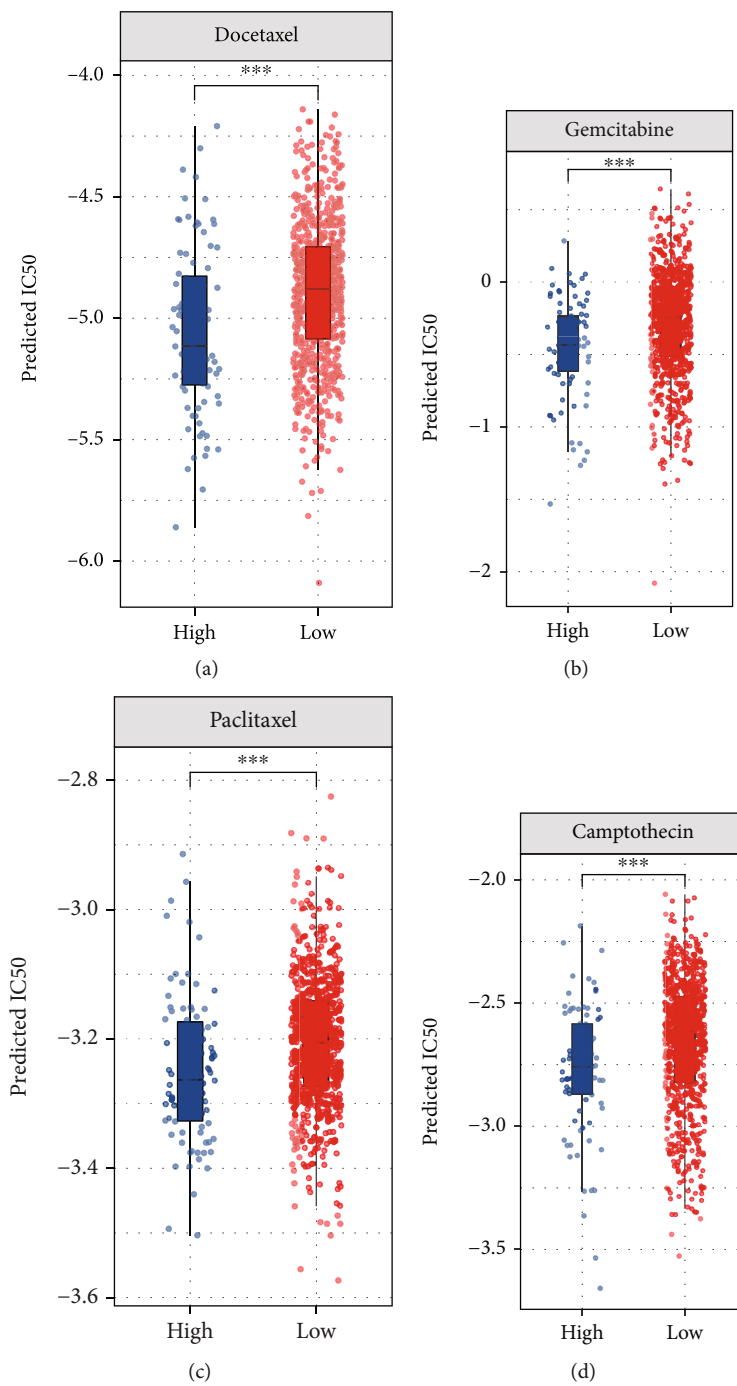 Docetaxel
***
−4.0
−4.5
−5.0
−5.5
−6.0
Predicted IC50
High Low
(a)
Gemcitabine
***
0
−1
−2
Predicted IC50
High Low
(b)
Paclitaxel
***
−2.8
−3.0
−3.2
−3.4
−3.6
Predicted IC50
High Low
(c)
Camptothecin
***
−2.0
−2.5
−3.0
−3.5
Predicted IC50
High Low
(d)